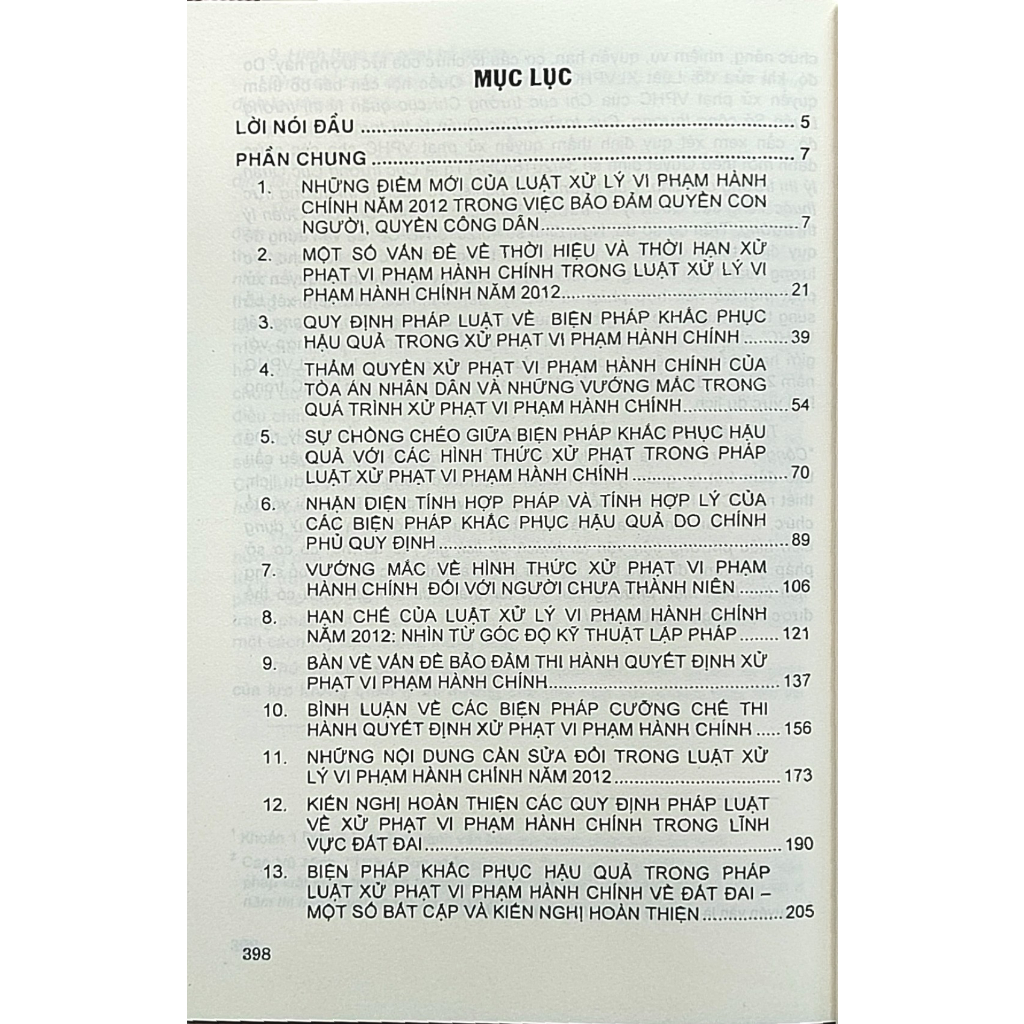 MỤC LỤC
LỜI NÓI ĐẦU ........ 5
PHẦN CHUNG ........ 7
1. NHỮNG ĐIỂM MỚI CỦA LUẬT XỬ LÝ VI PHẠM HÀNH
CHÍNH NĂM 2012 TRONG VIỆC BẢO ĐẢM QUYỀN CON
NGƯỜI, QUYỀN CÔNG DÂN ........ 7
2. MỘT SỐ VẤN ĐỀ VỀ THỜI HIỆU VÀ THỜI HẠN XỬ
PHẠT VI PHẠM HÀNH CHÍNH TRONG LUẬT XỬ LÝ VI
PHẠM HÀNH CHÍNH NĂM 2012 ........ 21
3. QUY ĐỊNH PHÁP LUẬT VỀ BIỆN PHÁP KHẮC PHỤC
HẬU QUẢ TRONG XỬ PHẠT VI PHẠM HÀNH CHÍNH ........ 39
4. THẨM QUYỀN XỬ PHẠT VI PHẠM HÀNH CHÍNH CỦA
TÒA ÁN NHÂN DÂN VÀ NHỮNG VƯỚNG MẮC TRONG
QUÁ TRÌNH XỬ PHẠT VI PHẠM HÀNH CHÍNH ........ 54
5. SỰ CHỒNG CHÉO GIỮA BIỆN PHÁP KHẮC PHỤC HẬU
QUẢ VỚI CÁC HÌNH THỨC XỬ PHẠT TRONG PHÁP
LUẬT XỬ PHẠT VI PHẠM HÀNH CHÍNH ........ 70
6. NHẬN DIỆN TÍNH HỢP PHÁP VÀ TÍNH HỢP LÝ CỦA
CÁC BIỆN PHÁP KHẮC PHỤC HẬU QUẢ DO CHÍNH
PHỦ QUY ĐỊNH ........ 89
7. VƯỚNG MẮC VỀ HÌNH THỨC XỬ PHẠT VI PHẠM
HÀNH CHÍNH ĐỐI VỚI NGƯỜI CHƯA THÀNH NIÊN ........ 106
8. HẠN CHẾ CỦA LUẬT XỬ LÝ VI PHẠM HÀNH CHÍNH
NĂM 2012: NHÌN TỪ GÓC ĐỘ KỸ THUẬT LẬP PHÁP ........ 121
9. BÀN VỀ VẤN ĐỀ BẢO ĐẢM THI HÀNH QUYẾT ĐỊNH XỬ
PHẠT VI PHẠM HÀNH CHÍNH ........ 137
10. BÌNH LUẬN VỀ CÁC BIỆN PHÁP CƯỠNG CHẾ THI
HÀNH QUYẾT ĐỊNH XỬ PHẠT VI PHẠM HÀNH CHÍNH ..... 156
11. NHỮNG NỘI DUNG CẦN SỬA ĐỔI TRONG LUẬT XỬ
LÝ VI PHẠM HÀNH CHÍNH NĂM 2012 ........ 173
12. KIẾN NGHỊ HOÀN THIỆN CÁC QUY ĐỊNH PHÁP LUẬT
VỀ XỬ PHẠT VI PHẠM HÀNH CHÍNH TRONG LĨNH
VỰC ĐẤT ĐAI ........ 190
13. BIỆN PHÁP KHẮC PHỤC HẬU QUẢ TRONG PHÁP
LUẬT XỬ PHẠT VI PHẠM HÀNH CHÍNH VỀ ĐẤT ĐAI –
MỘT SỐ BẤT CẬP VÀ KIẾN NGHỊ HOÀN THIỆN ........ 205
398